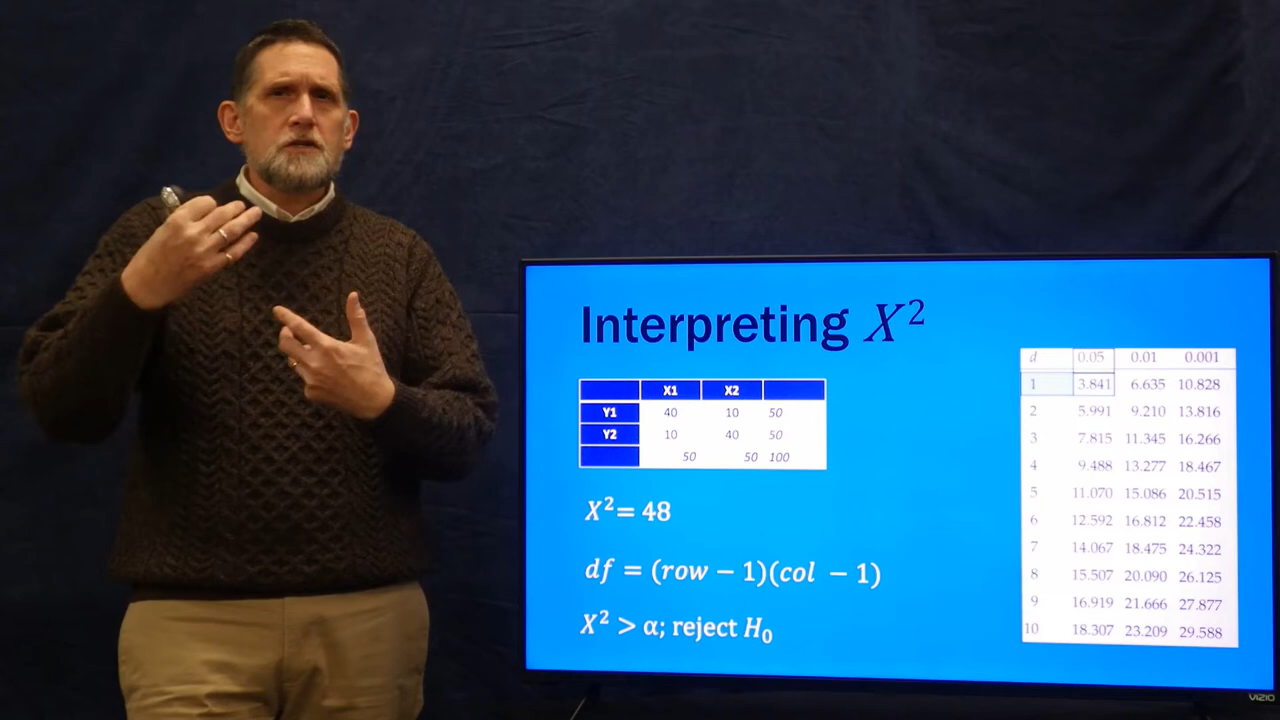 Interpreting X²
X1 X2
Y1 40 10 50
Y2 10 40 50
50 50 100
X² = 48
df = (row − 1)(col − 1)
X² > α; reject H₀
d 0.05 0.01 0.001
1 3.841 6.635 10.828
2 5.991 9.210 13.816
3 7.815 11.345 16.266
4 9.488 13.277 18.467
5 11.070 15.086 20.515
6 12.592 16.812 22.458
7 14.067 18.475 24.322
8 15.507 20.090 26.125
9 16.919 21.666 27.877
10 18.307 23.209 29.588
VIZIO